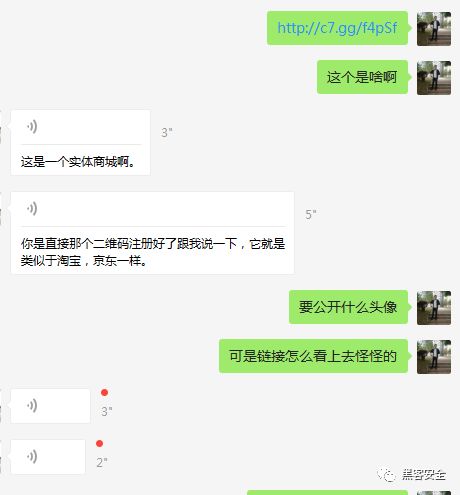 http://c7.gg/f4pSf
这个是啥啊
3"
这是一个实体商城啊。
5"
你是直接那个二维码注册好了跟我说一下，它就是
类似于淘宝，京东一样。
要公开什么头像
可是链接怎么看上去怪怪的
3"
2"
黑客安全